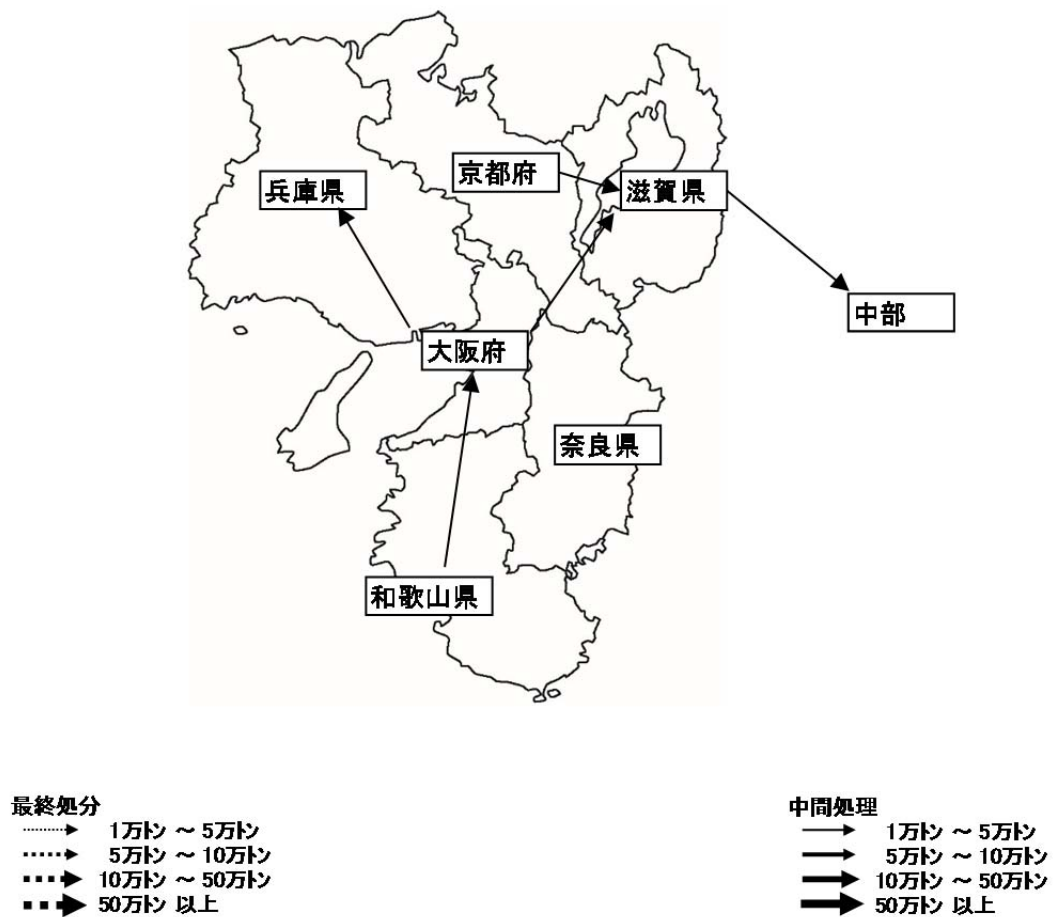 京都府
兵庫県
滋賀県
中部
大阪府
奈良県
和歌山県
最終処分
1万トン ~ 5万トン
5万トン ~ 10万トン
10万トン ~ 50万トン
50万トン 以上
中間処理
1万トン ~ 5万トン
5万トン ~ 10万トン
10万トン ~ 50万トン
50万トン 以上